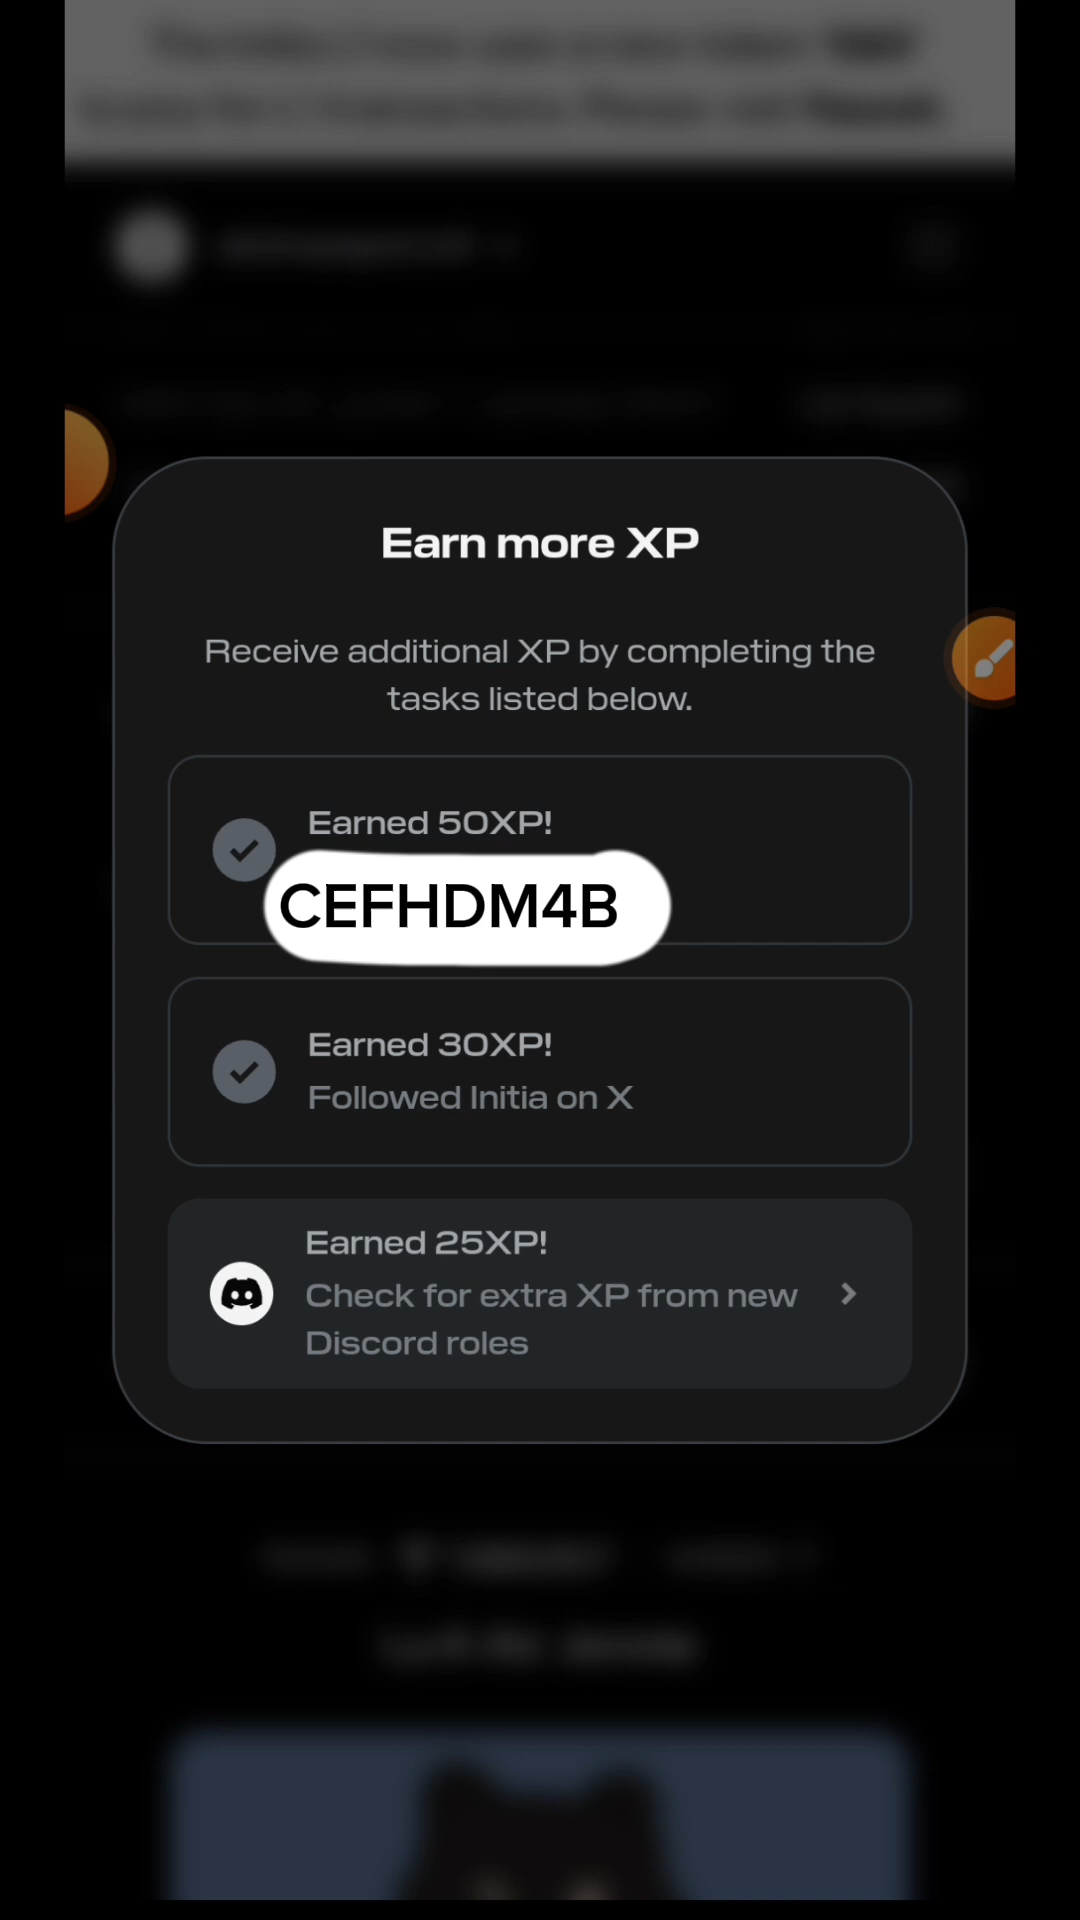 Earn more XP
Receive additional XP by completing the
tasks listed below.
Earned 50XP!
CEFHDM4B
Earned 30XP!
Followed Initia on X
Earned 25XP!
Check for extra XP from new
Discord roles